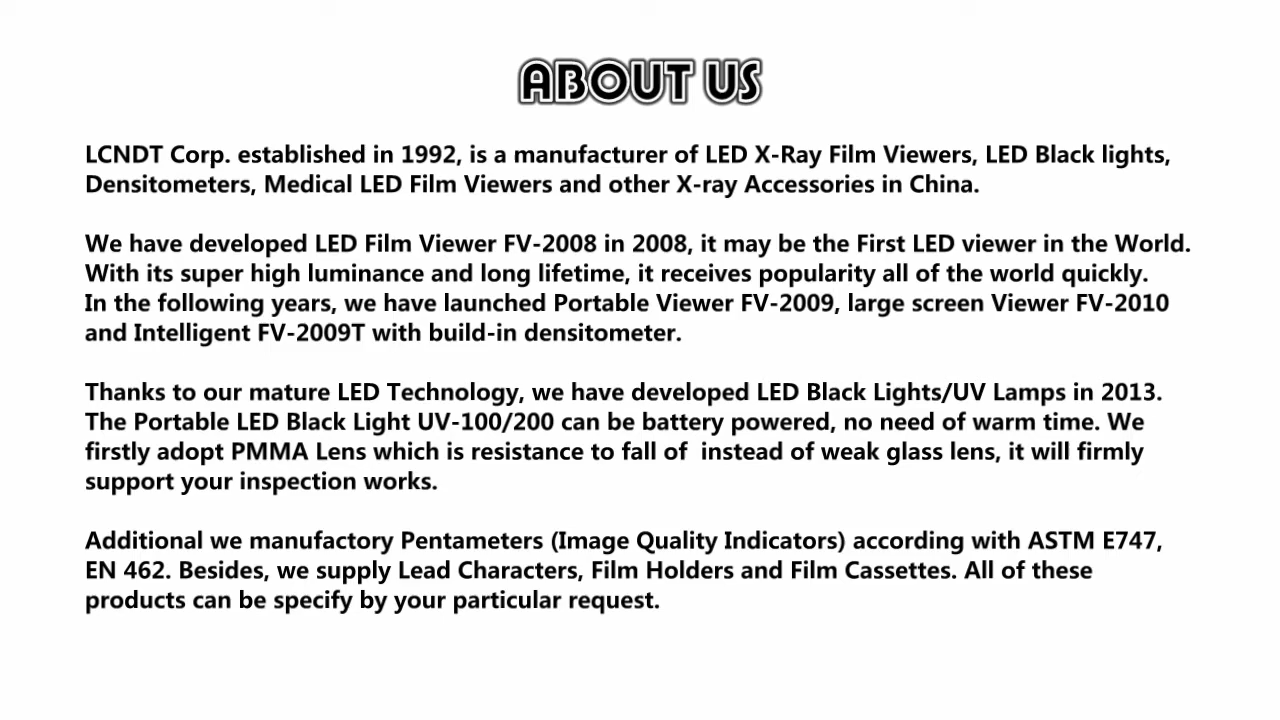 ABOUT US
LCNDT Corp. established in 1992, is a manufacturer of LED X-Ray Film Viewers, LED Black lights,
Densitometers, Medical LED Film Viewers and other X-ray Accessories in China.
We have developed LED Film Viewer FV-2008 in 2008, it may be the First LED viewer in the World.
With its super high luminance and long lifetime, it receives popularity all of the world quickly.
In the following years, we have launched Portable Viewer FV-2009, large screen Viewer FV-2010
and Intelligent FV-2009T with build-in densitometer.
Thanks to our mature LED Technology, we have developed LED Black Lights/UV Lamps in 2013.
The Portable LED Black Light UV-100/200 can be battery powered, no need of warm time. We
firstly adopt PMMA Lens which is resistance to fall of  instead of weak glass lens, it will firmly
support your inspection works.
Additional we manufactory Pentameters (Image Quality Indicators) according with ASTM E747,
EN 462. Besides, we supply Lead Characters, Film Holders and Film Cassettes. All of these
products can be specify by your particular request.